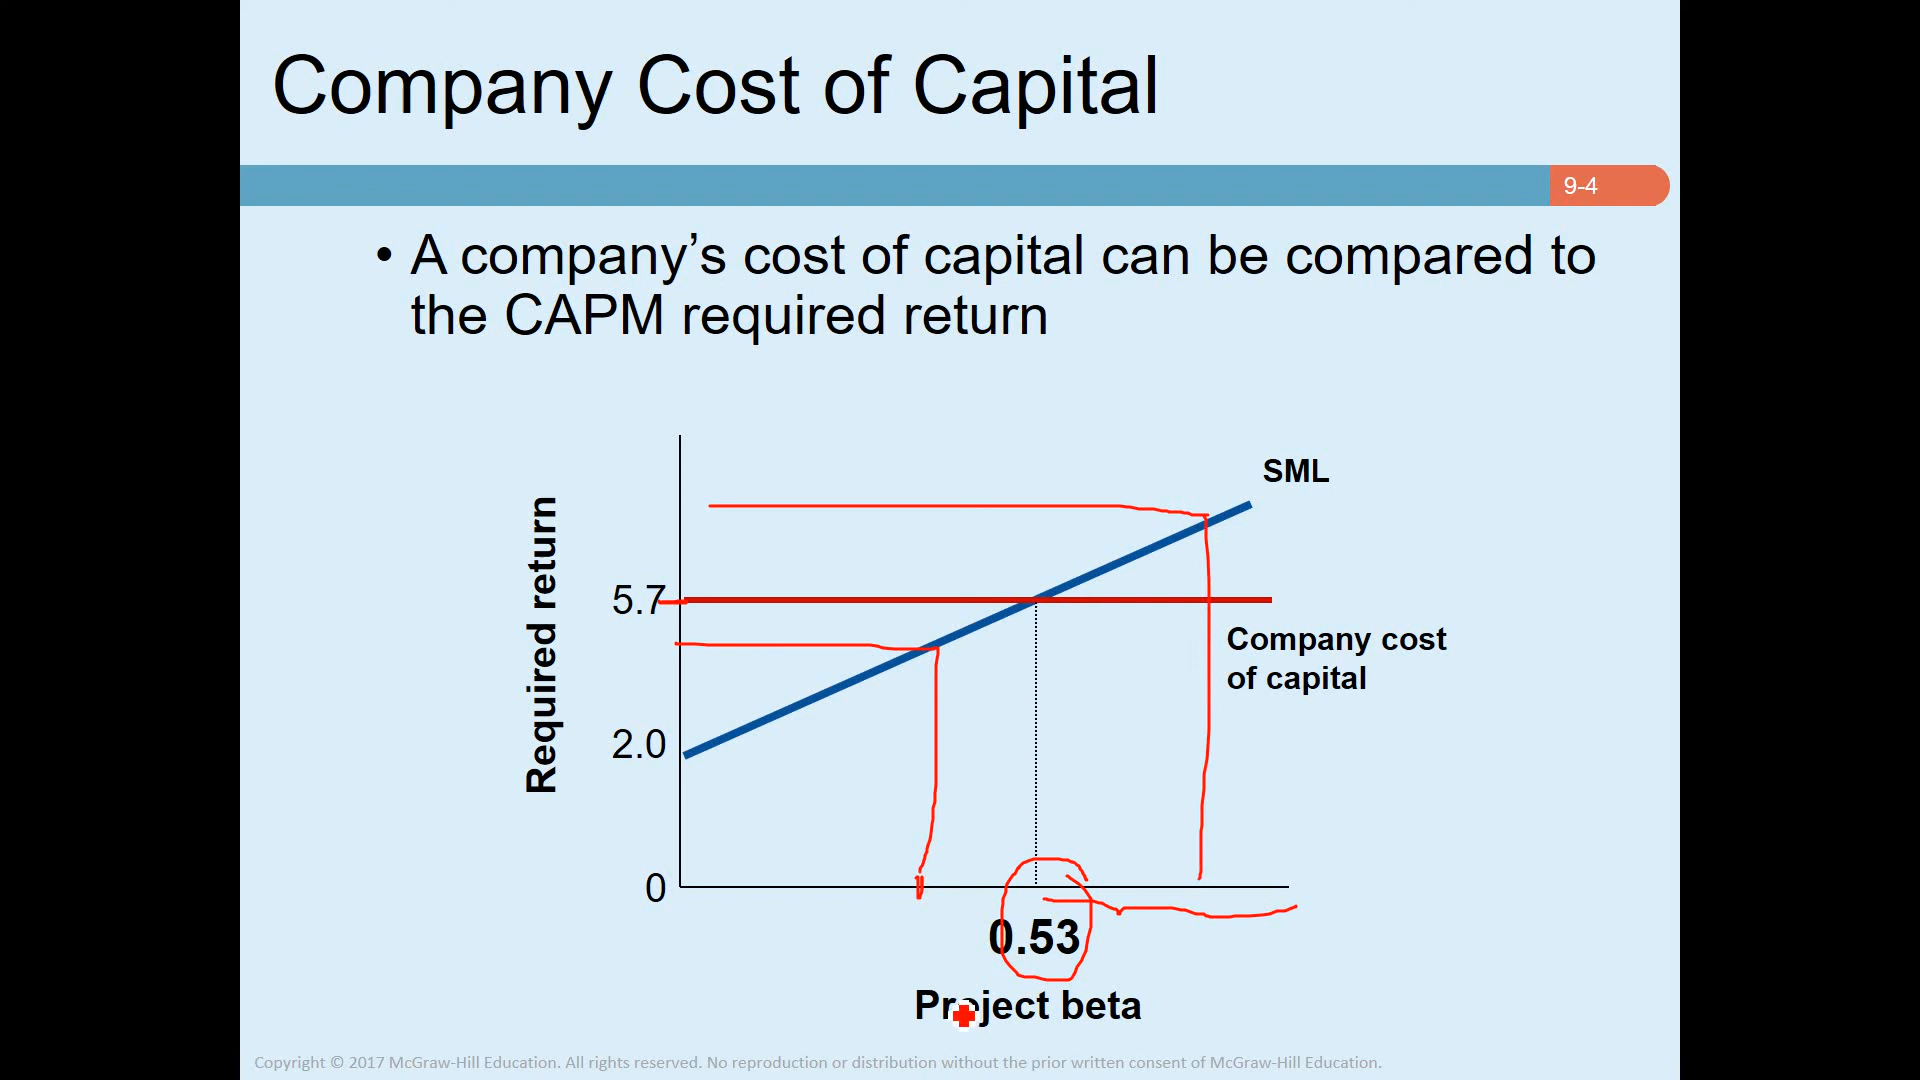 Company Cost of Capital
9-4
• A company’s cost of capital can be compared to
the CAPM required return
SML
Required return
5.7
Company cost
of capital
2.0
0
0.53
Project beta
Copyright © 2017 McGraw-Hill Education. All rights reserved. No reproduction or distribution without the prior written consent of McGraw-Hill Education.